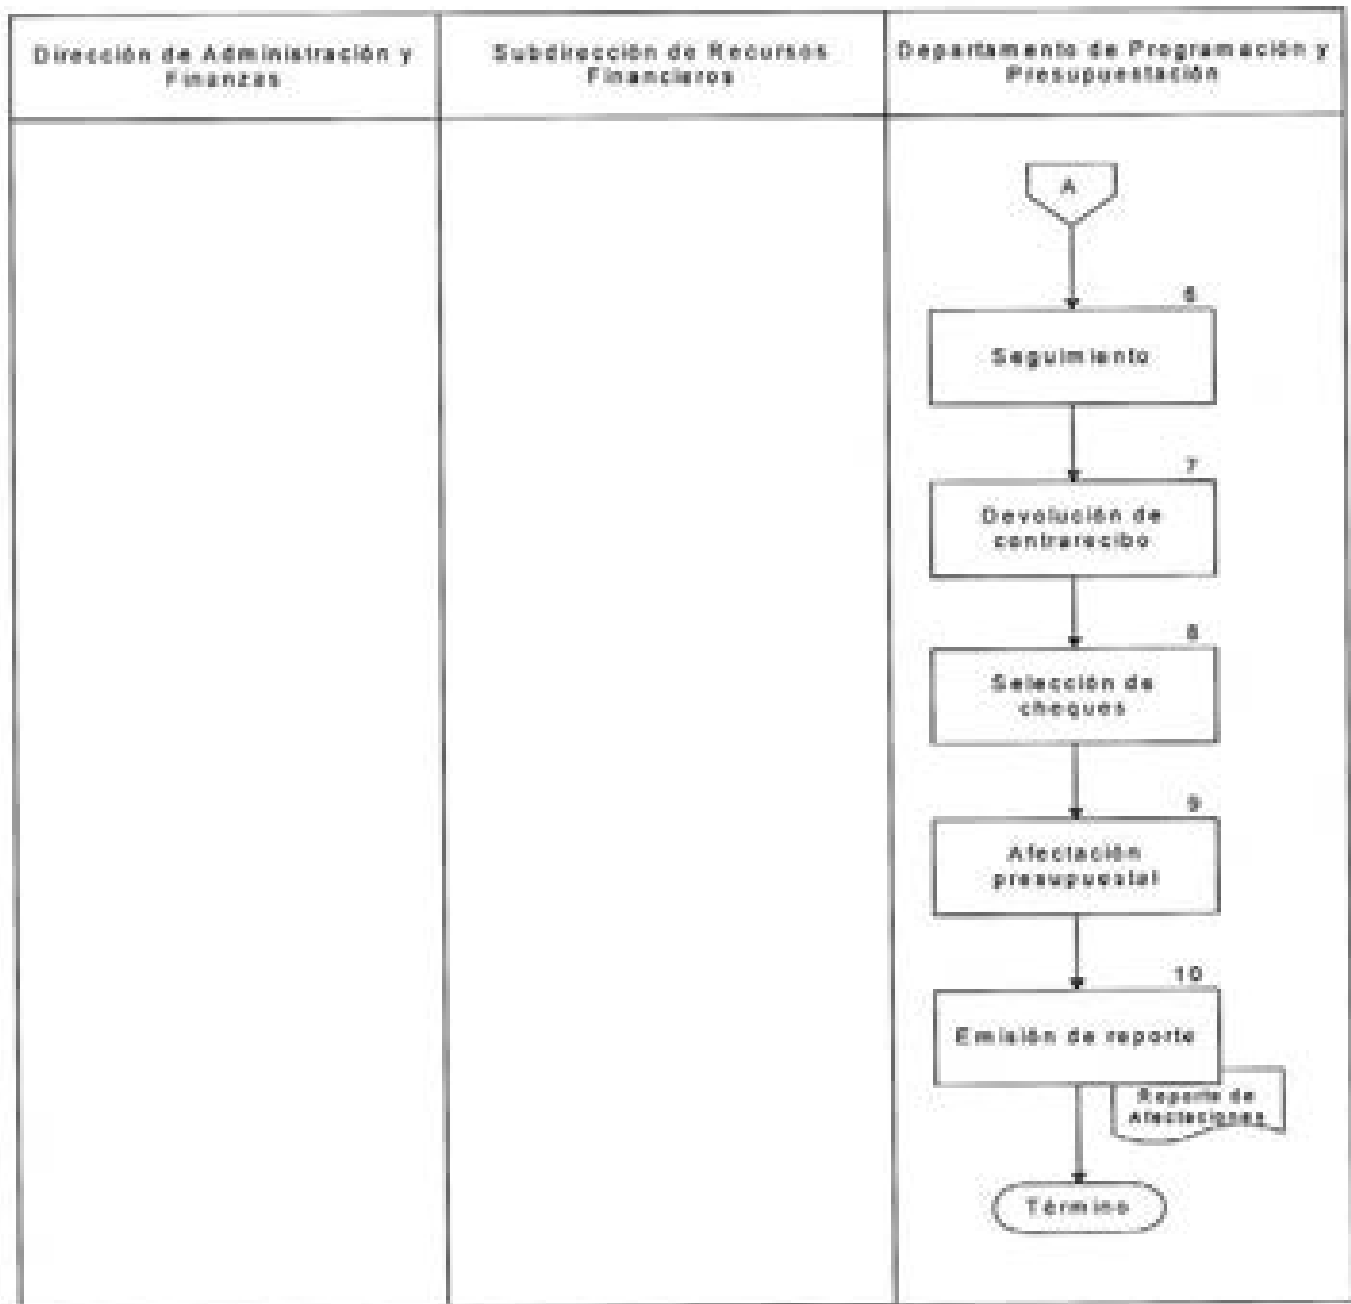 Dirección de Administración y
Finanzas
Subdirección de Recursos
Financieros
Departamento de Programación y
Presupuestación
A
6
Seguimiento
7
Devolución de
contrarecibo
8
Selección de
cheques
9
Afectación
presupuestal
10
Emisión de reporte
Reporte de
Afectaciones
Término